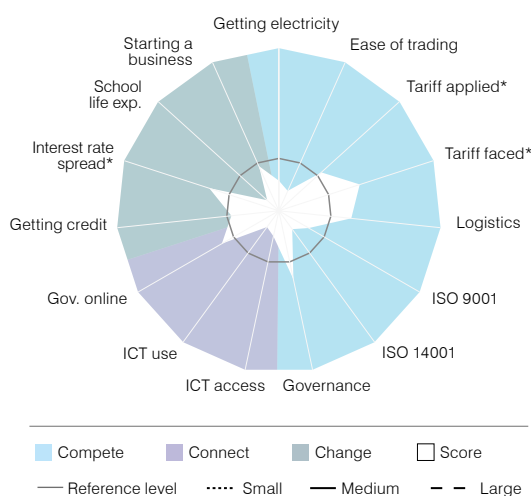 Getting electricity
Ease of trading
Tariff applied*
Tariff faced*
Logistics
ISO 9001
ISO 14001
Governance
ICT access
ICT use
Gov. online
Getting credit
Interest rate
spread*
School
life exp.
Starting a
business
Compete Connect Change Score
Reference level Small Medium Large